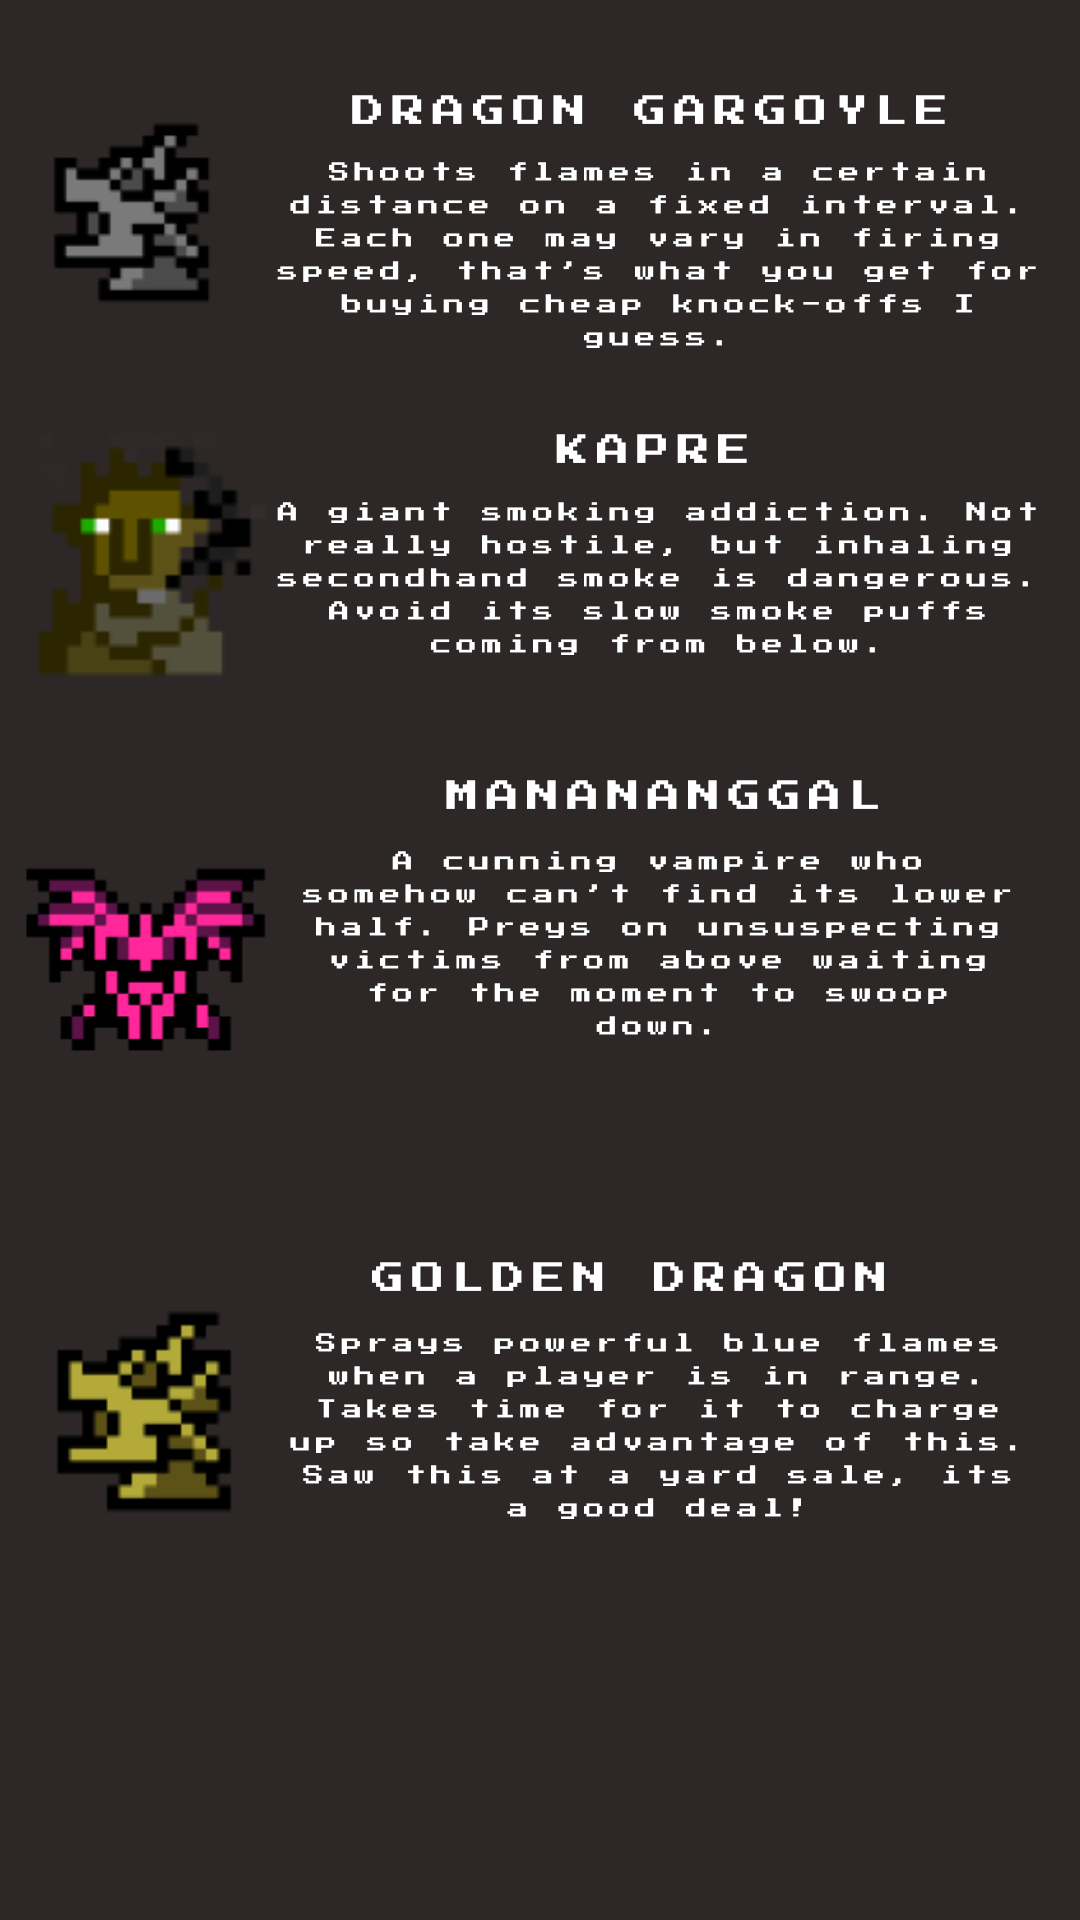 DRAGON GARGOYLE
Shoots flames in a certain
distance on a fixed interval.
Each one may vary in firing
speed, that's what you get for
buying cheap knock-offs I
guess.
KAPRE
A giant smoking addiction. Not
really hostile, but inhaling
secondhand smoke is dangerous.
Avoid its slow smoke puffs
coming from below.
MANANANGGAL
A cunning vampire who
somehow can't find its lower
half. Preys on unsuspecting
victims from above waiting
for the moment to swoop
down.
GOLDEN DRAGON
Sprays powerful blue flames
when a player is in range.
Takes time for it to charge
up so take advantage of this.
Saw this at a yard sale, its
a good deal!